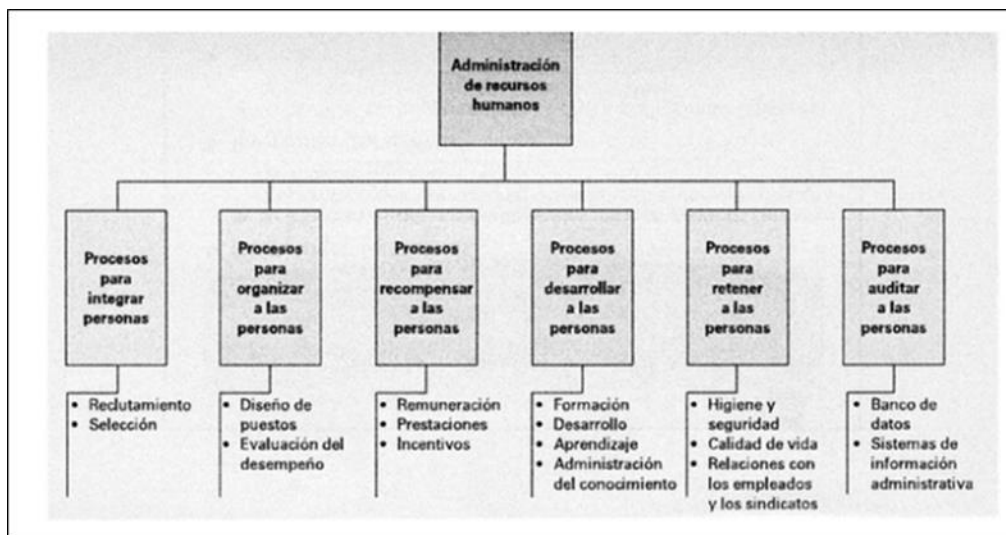 Administración
de recursos
humanos
Procesos
para
integrar
personas
Procesos
para
organizar
a las
personas
Procesos
para
recompensar
a las
personas
Procesos
para
desarrollar
a las
personas
Procesos
para
retener
a las
personas
Procesos
para
auditar
a las
personas
• Reclutamiento
• Selección
• Diseño de
puestos
• Evaluación del
desempeño
• Remuneración
• Prestaciones
• Incentivos
• Formación
• Desarrollo
• Aprendizaje
• Administración
del conocimiento
• Higiene y
seguridad
• Calidad de vida
• Relaciones con
los empleados
y los sindicatos
• Banco de
datos
• Sistemas de
información
administrativa